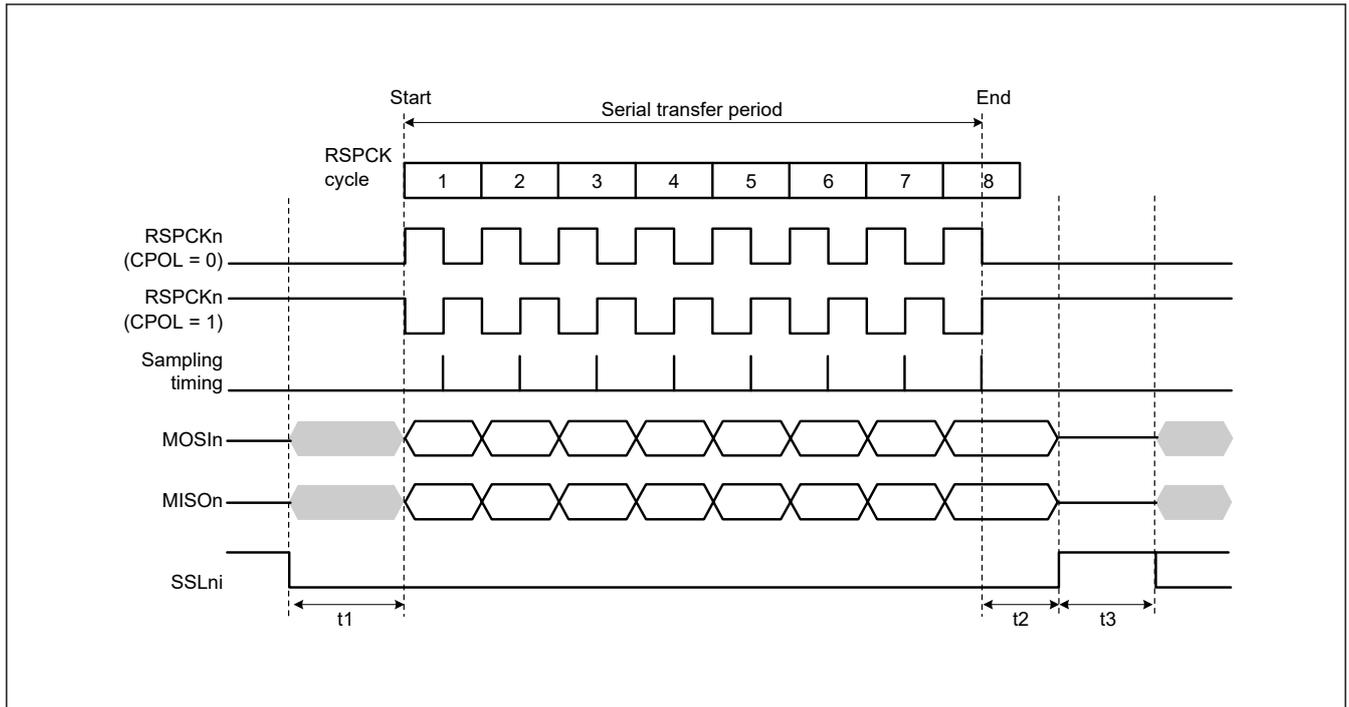 Start
End
Serial transfer period
RSPCK
cycle
1 2 3 4 5 6 7 8
RSPCKn
(CPOL = 0)
RSPCKn
(CPOL = 1)
Sampling
timing
MOSIn
MISOn
SSLni
t1
t2
t3